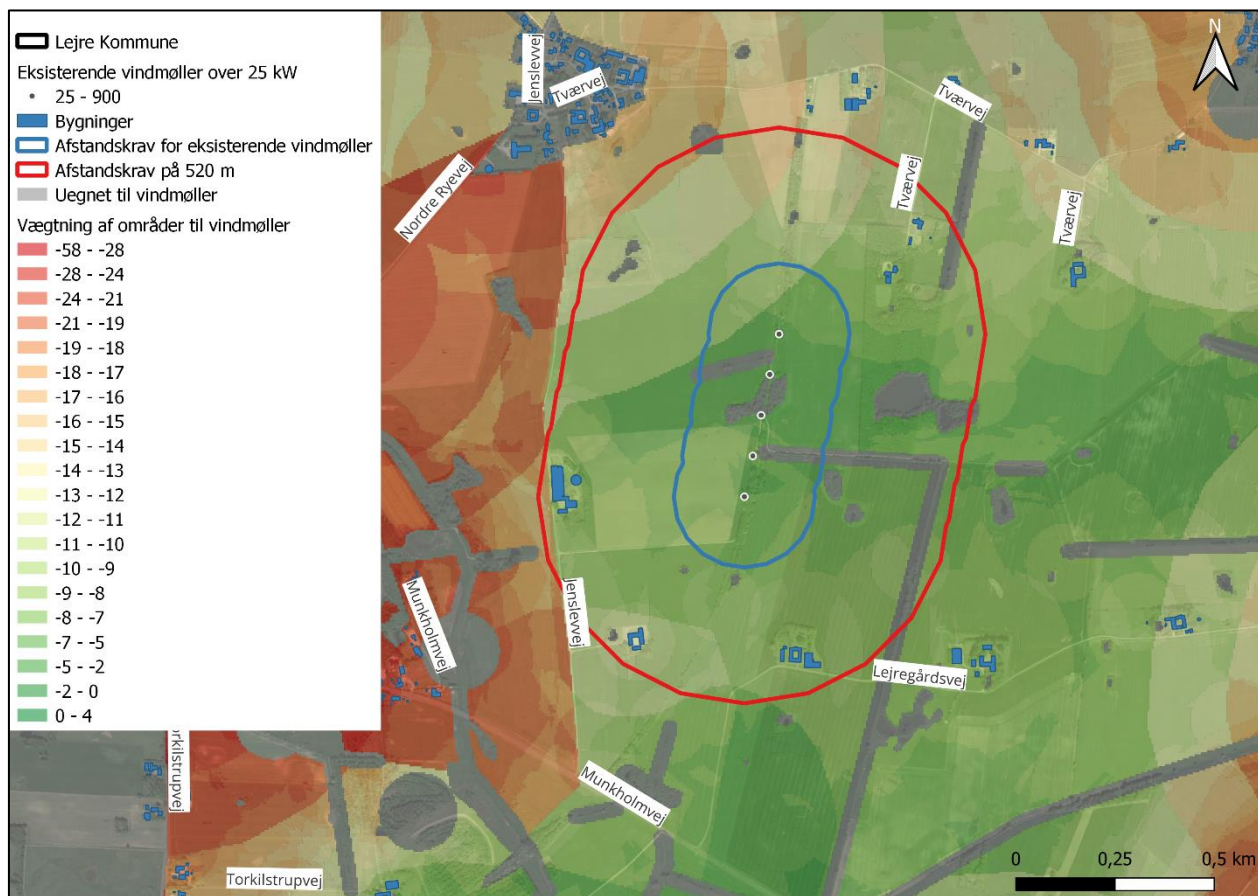 Lejre Kommune
Eksisterende vindmøller over 25 kW
25 - 900
Bygninger
Afstandskrav for eksisterende vindmøller
Afstandskrav på 520 m
Uegnet til vindmøller
Vægtning af områder til vindmøller
-58 - -28
-28 - -24
-24 - -21
-21 - -19
-19 - -18
-18 - -17
-17 - -16
-16 - -15
-15 - -14
-14 - -13
-13 - -12
-12 - -11
-11 - -10
-10 - -9
-9 - -8
-8 - -7
-7 - -5
-5 - -2
-2 - 0
0 - 4
Jenslevvej
Tværvej
Tværvej
N
Nordre Ryevej
Tværvej
Tværvej
Jenslevvej
Munkholmvej
Lejregårdsvej
Torkilstrupvej
Munkholmvej
Torkilstrupvej
0 0,25 0,5 km